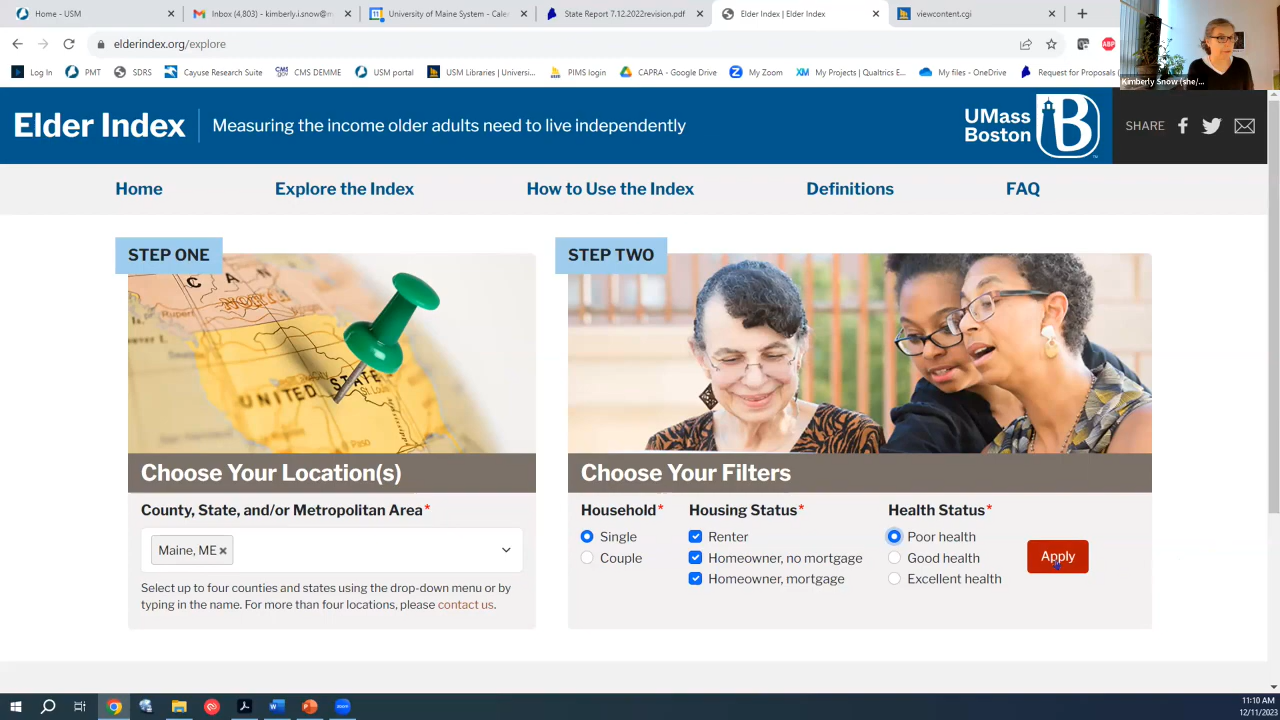 Home - USM
Inbox (4,803) - kimberly.i.snow@m
University of Maine System - Cale
State Report 7.12.2022revision.pdf
Elder Index | Elder Index
viewcontent.cgi
elderindex.org/explore
ABP
Log In
PMT
SDRS
Cayuse Research Suite
CMS DEMME
USM portal
USM Libraries | Universi...
PIMS login
CAPRA - Google Drive
My Zoom
My Projects | Qualtrics E...
My files - OneDrive
Request for Proposals
Kimberly Snow (she/...
Elder Index
Measuring the income older adults need to live independently
UMass
Boston
B
SHARE
Home
Explore the Index
How to Use the Index
Definitions
FAQ
STEP ONE
STEP TWO
UNITED STATE
St. Louis
Choose Your Location(s)
Choose Your Filters
County, State, and/or Metropolitan Area*
Maine, ME ×
Select up to four counties and states using the drop-down menu or by
typing in the name. For more than four locations, please contact us.
Household*
Single
Couple
Housing Status*
Renter
Homeowner, no mortgage
Homeowner, mortgage
Health Status*
Poor health
Good health
Excellent health
Apply
11:10 AM
12/11/2023